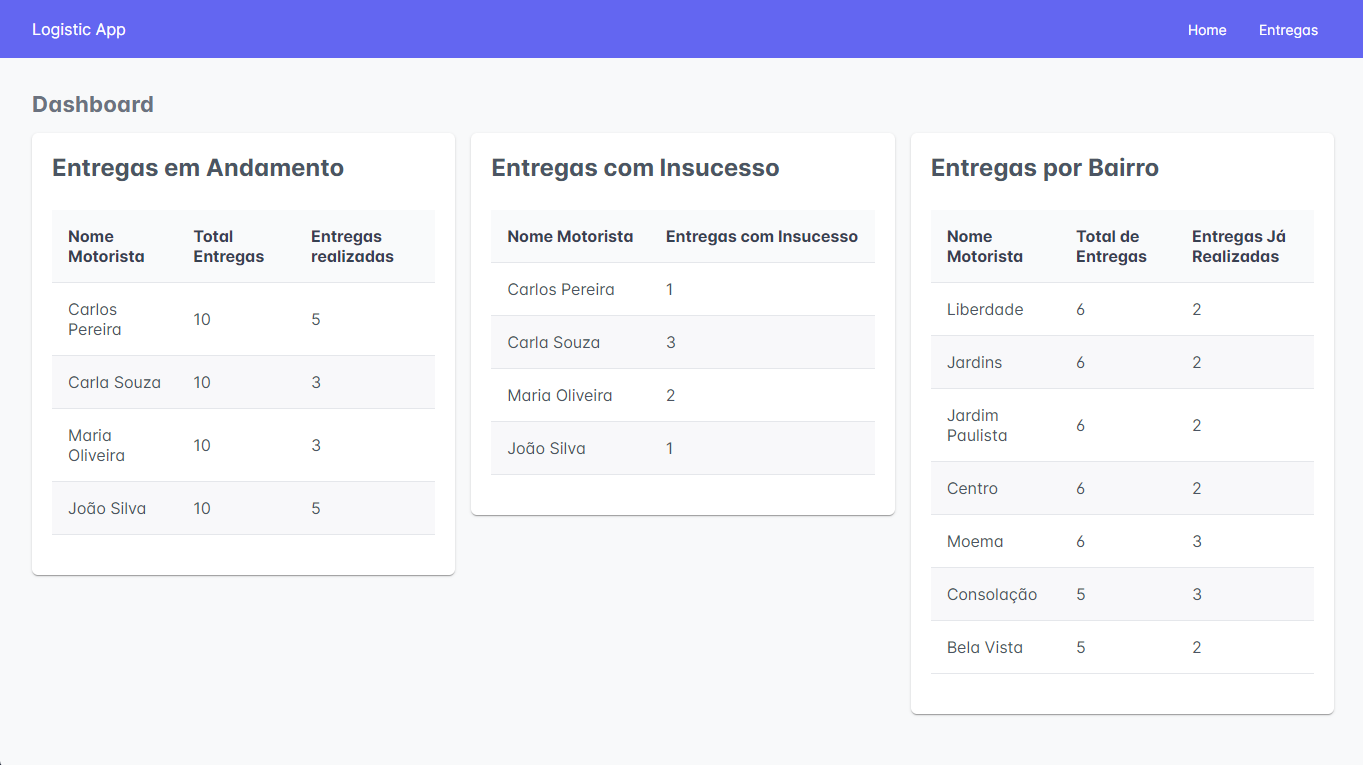 Logistic App
Home Entregas
Dashboard
Entregas em Andamento
Nome Motorista Total Entregas Entregas realizadas
Carlos Pereira 10 5
Carla Souza 10 3
Maria Oliveira 10 3
João Silva 10 5
Entregas com Insucesso
Nome Motorista Entregas com Insucesso
Carlos Pereira 1
Carla Souza 3
Maria Oliveira 2
João Silva 1
Entregas por Bairro
Nome Motorista Total de Entregas Entregas Já Realizadas
Liberdade 6 2
Jardins 6 2
Jardim Paulista 6 2
Centro 6 2
Moema 6 3
Consolação 5 3
Bela Vista 5 2